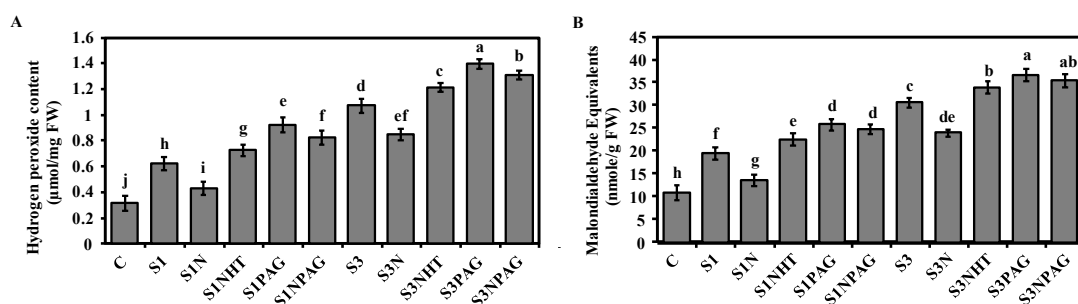 A
Hydrogen peroxide content
(µmol/mg FW)
1.6
1.4
1.2
1
0.8
0.6
0.4
0.2
0
j
h
i
g
e
f
d
ef
c
a
b
C
S1
S1N
S1NHT
S1PAG
S1NPAG
S3
S3N
S3NHT
S3PAG
S3NPAG
B
Malondialdehyde Equivalents
(nmole/g FW)
45
40
35
30
25
20
15
10
5
0
h
f
g
e
d
d
c
de
b
a
ab
C
S1
S1N
S1NHT
S1PAG
S1NPAG
S3
S3N
S3NHT
S3PAG
S3NPAG